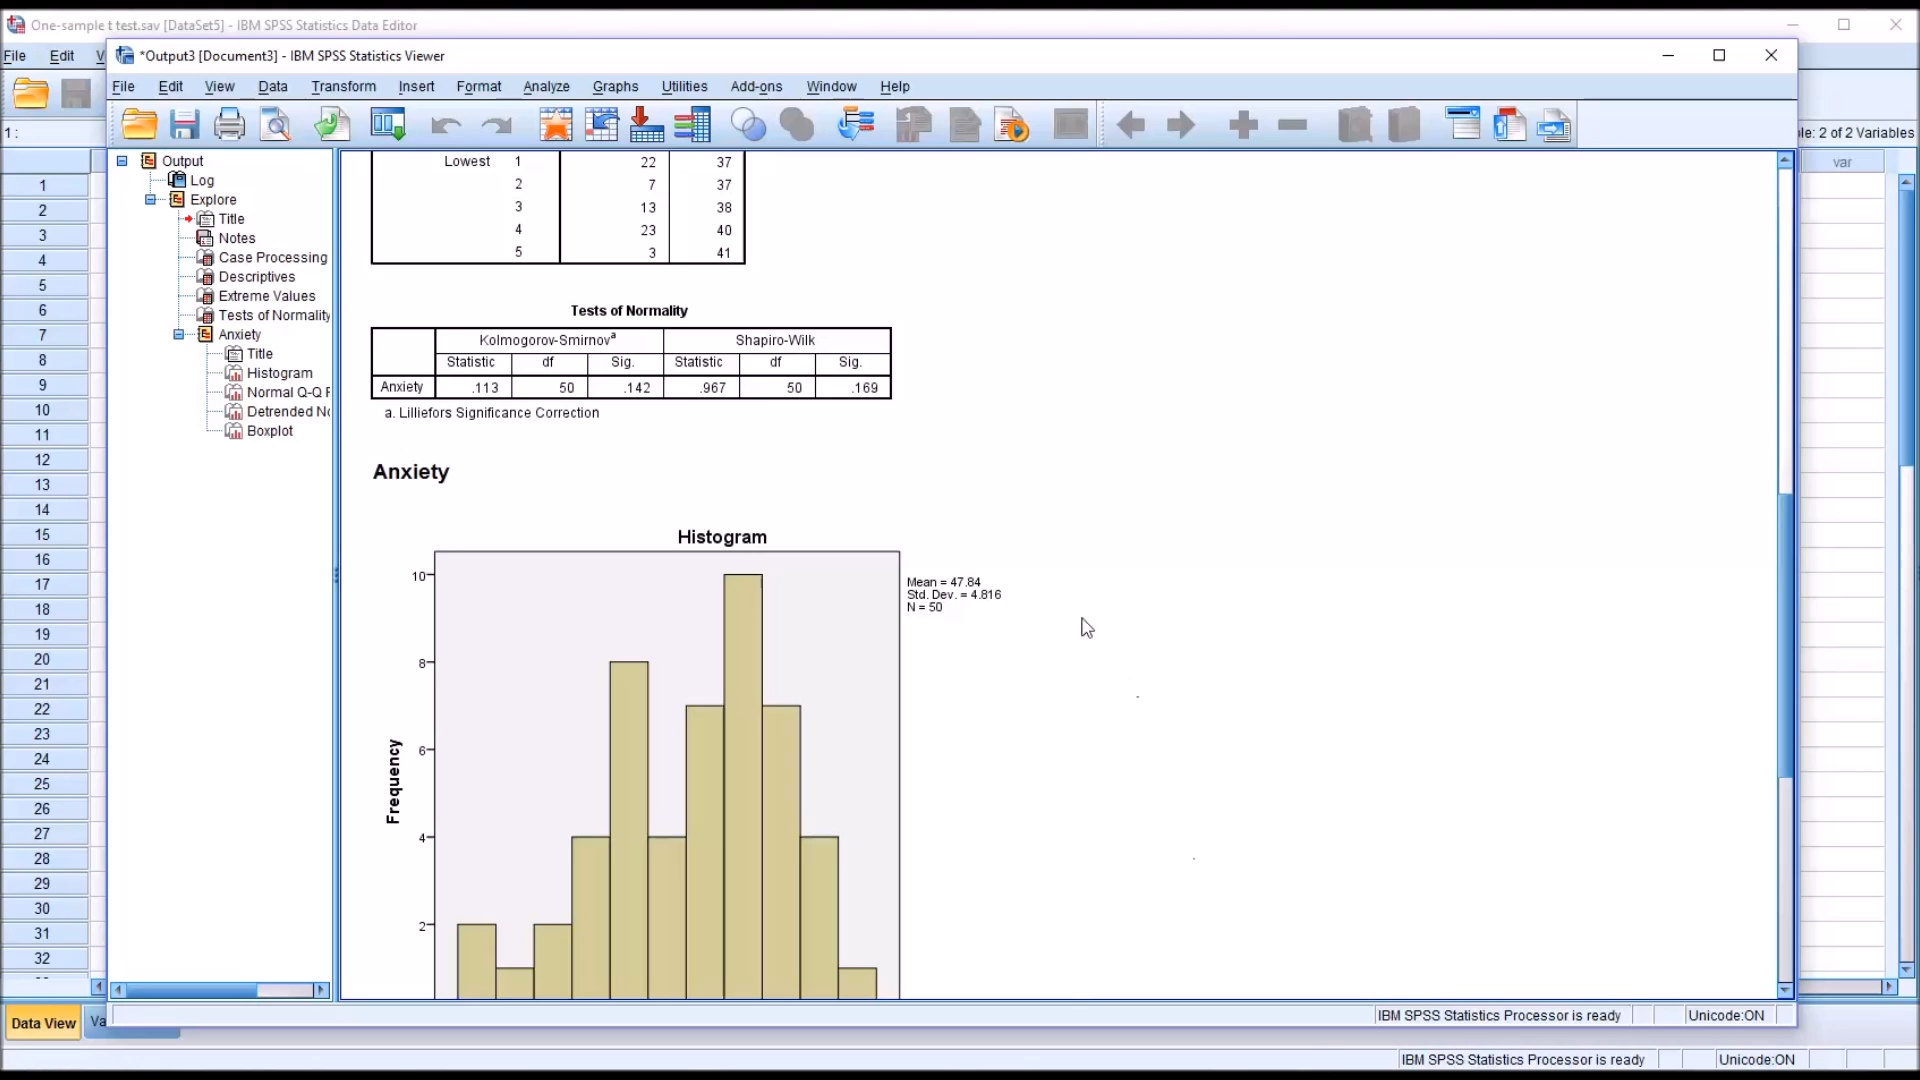 One-sample t test.sav [DataSet5] - IBM SPSS Statistics Data Editor
File Edit V
*Output3 [Document3] - IBM SPSS Statistics Viewer
File Edit View Data Transform Insert Format Analyze Graphs Utilities Add-ons Window Help
1 :
le: 2 of 2 Variables
var
1
2
3
4
5
6
7
8
9
10
11
12
13
14
15
16
17
18
19
20
21
22
23
24
25
26
27
28
29
30
31
32
Output
Log
Explore
Title
Notes
Case Processing
Descriptives
Extreme Values
Tests of Normality
Anxiety
Title
Histogram
Normal Q-Q P
Detrended No
Boxplot
Lowest 1 22 37
2 7 37
3 13 38
4 23 40
5 3 41
Tests of Normality
Kolmogorov-Smirnov^a Shapiro-Wilk
Statistic df Sig. Statistic df Sig.
Anxiety .113 50 .142 .967 50 .169
a. Lilliefors Significance Correction
Anxiety
Histogram
Mean = 47.84
Std. Dev. = 4.816
N = 50
Frequency
10
8
6
4
2
IBM SPSS Statistics Processor is ready Unicode:ON
Data View Va
IBM SPSS Statistics Processor is ready Unicode:ON